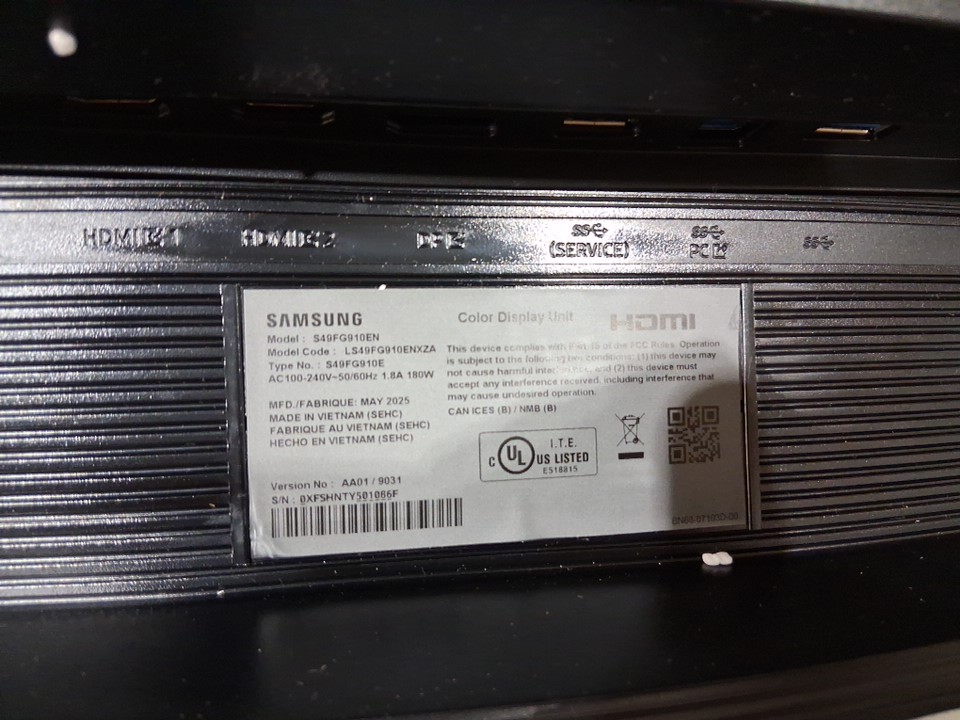 HDMI 1
HDMI 2
DP
(SERVICE)
PC
SAMSUNG
Model : S49FG910EN
Model Code : LS49FG910ENXZA
Type No. : S49FG910E
AC100-240V~50/60Hz 1.8A 180W
MFD./FABRIQUE: MAY 2025
MADE IN VIETNAM (SEHC)
FABRIQUE AU VIETNAM (SEHC)
HECHO EN VIETNAM (SEHC)
Version No : AA01 / 9031
S/N : 0XFSHNTY501086F
Color Display Unit
HDMI
This device complies with Part 15 of the FCC Rules. Operation
is subject to the following two conditions: (1) this device may
not cause harmful interference, and (2) this device must
accept any interference received, including interference that
may cause undesired operation.
CAN ICES (B) / NMB (B)
C UL US LISTED
I.T.E.
E518815